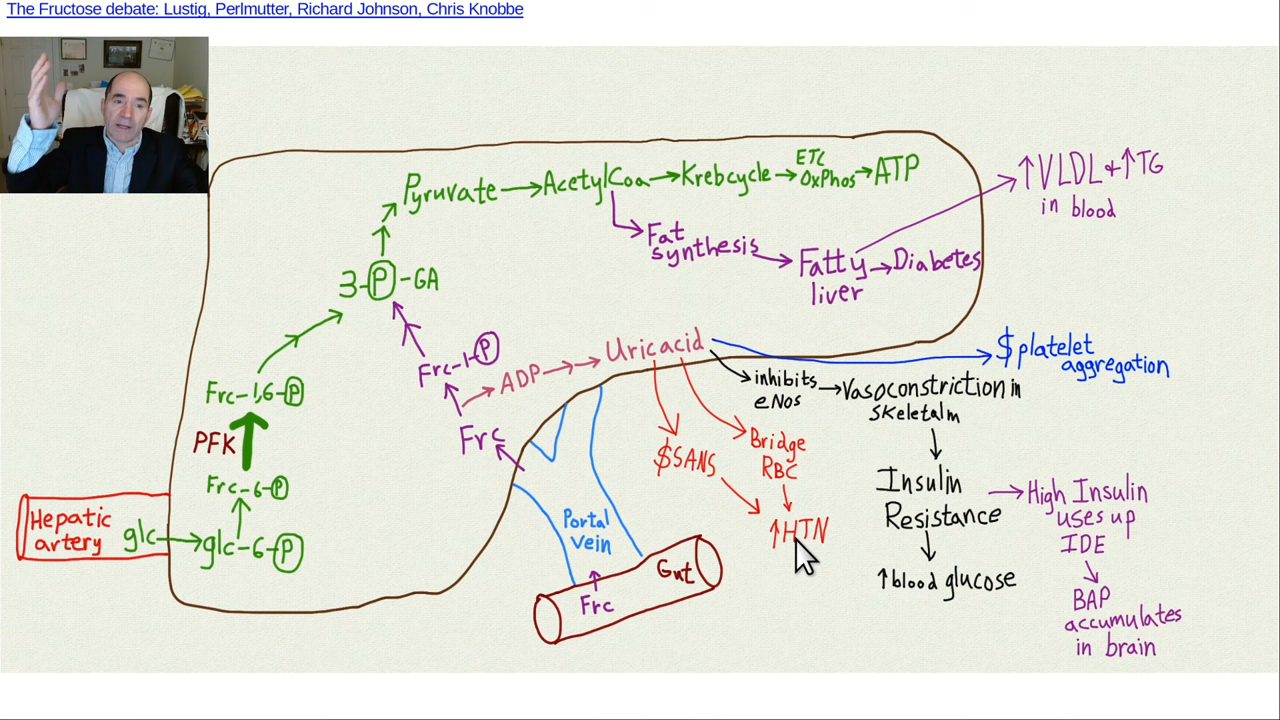 The Fructose debate: Lustig, Perlmutter, Richard Johnson, Chris Knobbe
Pyruvate → AcetylCoa → Krebcycle → ETC
OxPhos → ATP
↑VLDL & ↑TG
in blood
Fat
synthesis
Fatty → Diabetes
liver
3-P-GA
Frc-1-P
ADP
Uricacid
$ platelet
aggregation
Frc-1,6-P
inhibits
eNos
Vasoconstriction in
Skeletalm
PFK
Frc
Bridge
RBC
$SANS
Frc-6-P
Insulin
Resistance
High Insulin
uses up
IDE
Hepatic
artery
glc
glc-6-P
Portal
vein
↑HTN
Gut
Frc
↑blood glucose
BAP
accumulates
in brain